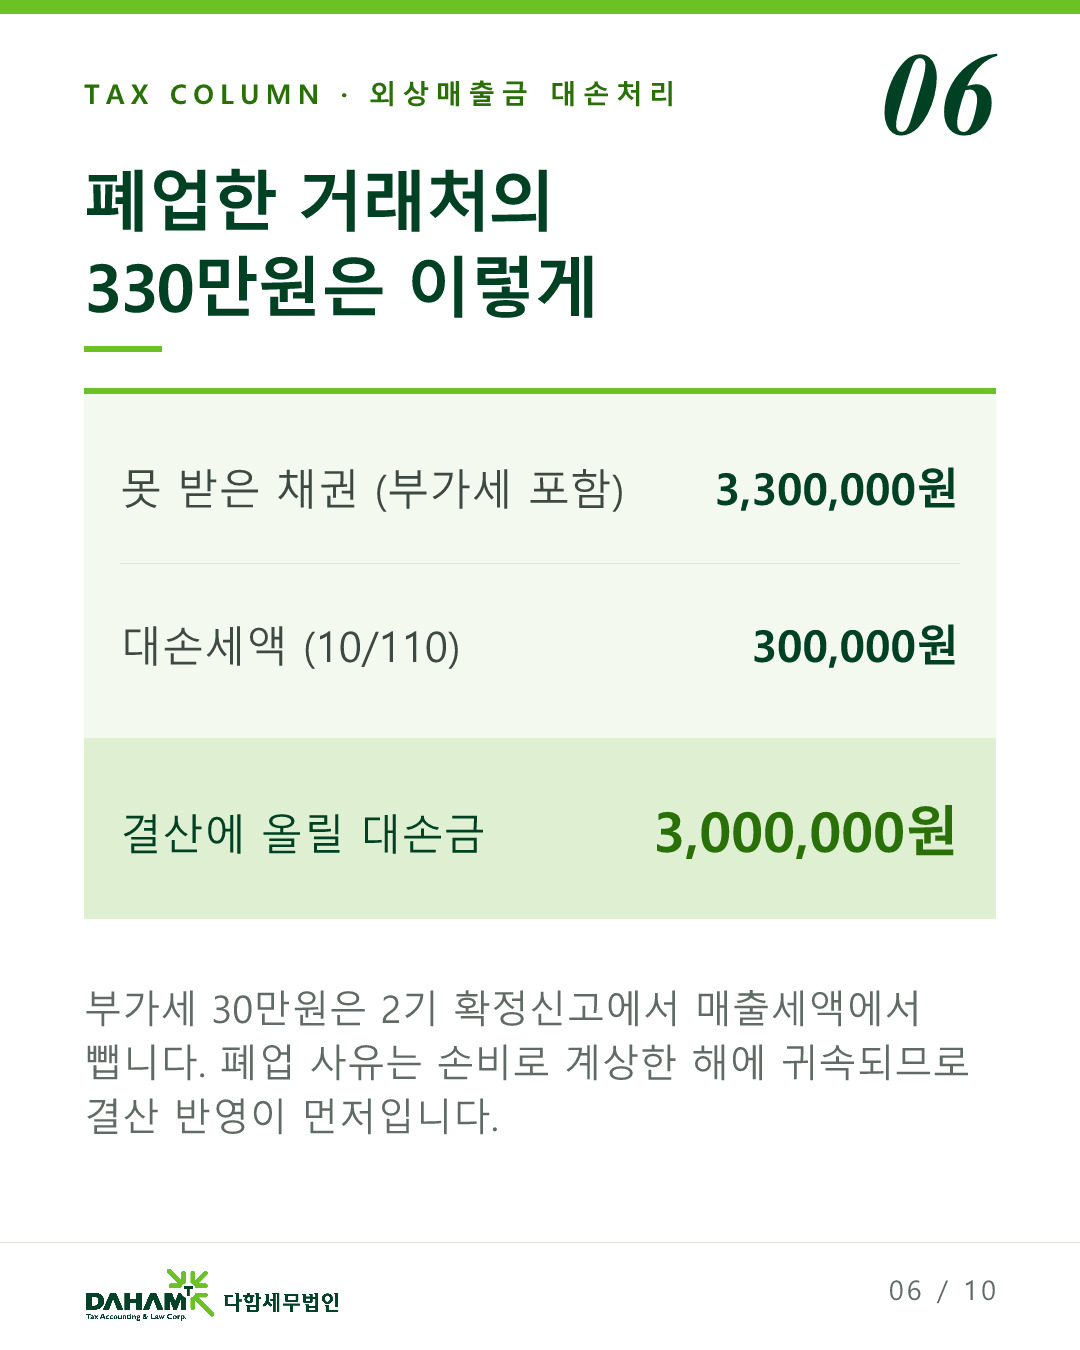 TAX COLUMN · 외상매출금 대손처리
06
폐업한 거래처의
330만원은 이렇게
못 받은 채권 (부가세 포함) 3,300,000원
대손세액 (10/110) 300,000원
결산에 올릴 대손금 3,000,000원
부가세 30만원은 2기 확정신고에서 매출세액에서
뺍니다. 폐업 사유는 손비로 계상한 해에 귀속되므로
결산 반영이 먼저입니다.
DAHAM T
Tax Accounting & Law Corp.
다함세무법인
06 / 10